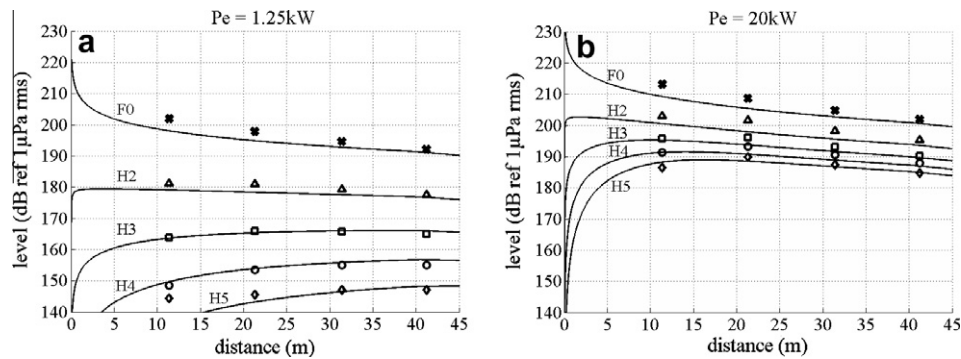 Pe = 1.25kW
a
level (dB ref 1µPa rms)
230
220
210
200
190
180
170
160
150
140
F0
H2
H3
H4
H5
0 5 10 15 20 25 30 35 40 45
distance (m)
Pe = 20kW
b
level (dB ref 1µPa rms)
230
220
210
200
190
180
170
160
150
140
F0
H2
H3
H4
H5
0 5 10 15 20 25 30 35 40 45
distance (m)